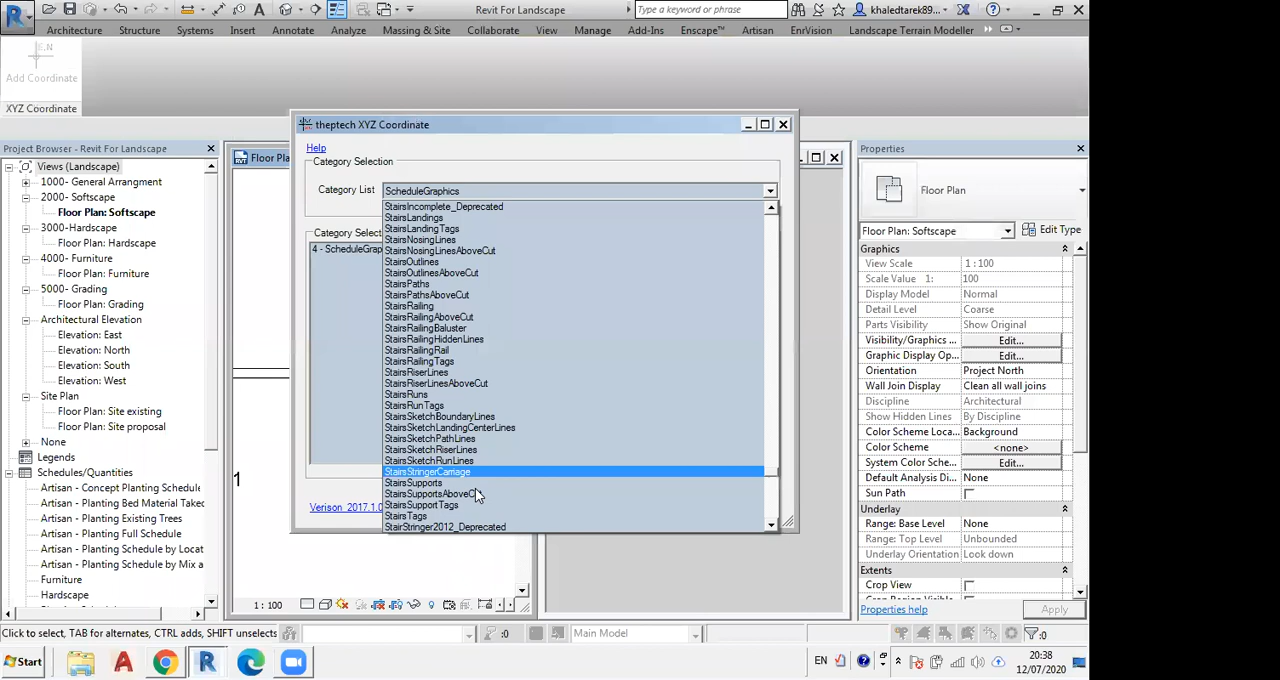 Revit For Landscape
Type a keyword or phrase
khaledtarek89...
Architecture Structure Systems Insert Annotate Analyze Massing & Site Collaborate View Manage Add-Ins Enscape™ Artisan EnVision Landscape Terrain Modeller
Add Coordinate
XYZ Coordinate
Project Browser - Revit For Landscape
Views (Landscape)
1000- General Arrangment
2000- Softscape
Floor Plan: Softscape
3000-Hardscape
Floor Plan: Hardscape
4000- Furniture
Floor Plan: Furniture
5000- Grading
Floor Plan: Grading
Architectural Elevation
Elevation: East
Elevation: North
Elevation: South
Elevation: West
Site Plan
Floor Plan: Site existing
Floor Plan: Site proposal
None
Legends
Schedules/Quantities
Artisan - Concept Planting Schedule
Artisan - Planting Bed Material Takeo
Artisan - Planting Existing Trees
Artisan - Planting Full Schedule
Artisan - Planting Schedule by Locat
Artisan - Planting Schedule by Mix a
Furniture
Hardscape
Floor Pla
1
1 : 100
theptech XYZ Coordinate
Help
Category Selection
Category List
ScheduleGraphics
Category Select
4 - ScheduleGrap
Verison 2017.1.0
StairsIncomplete_Deprecated
StairsLandings
StairsLandingTags
StairsNosingLines
StairsNosingLinesAboveCut
StairsOutlines
StairsOutlinesAboveCut
StairsPaths
StairsPathsAboveCut
StairsRailing
StairsRailingAboveCut
StairsRailingBaluster
StairsRailingHiddenLines
StairsRailingRail
StairsRailingTags
StairsRiserLines
StairsRiserLinesAboveCut
StairsRuns
StairsRunTags
StairsSketchBoundaryLines
StairsSketchLandingCenterLines
StairsSketchPathLines
StairsSketchRiserLines
StairsSketchRunLines
StairsStringerCarriage
StairsSupports
StairsSupportsAboveC
StairsSupportTags
StairsTags
StairStringer2012_Deprecated
Properties
Floor Plan
Floor Plan: Softscape Edit Type
Graphics
View Scale 1 : 100
Scale Value 1: 100
Display Model Normal
Detail Level Coarse
Parts Visibility Show Original
Visibility/Graphics ... Edit...
Graphic Display Op... Edit...
Orientation Project North
Wall Join Display Clean all wall joins
Discipline Architectural
Show Hidden Lines By Discipline
Color Scheme Loca... Background
Color Scheme <none>
System Color Sche... Edit...
Default Analysis Di... None
Sun Path
Underlay
Range: Base Level None
Range: Top Level Unbounded
Underlay Orientation Look down
Extents
Crop View
Properties help Apply
Click to select, TAB for alternates, CTRL adds, SHIFT unselects
:0
Main Model
:0
Start
EN
20:38
12/07/2020